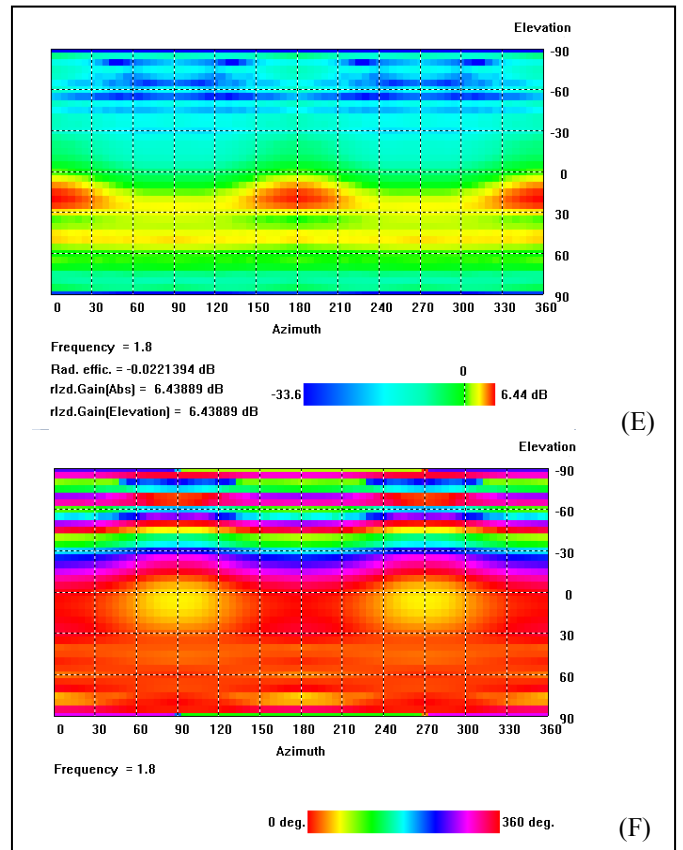 Elevation
-90
-60
-30
0
30
60
90
0 30 60 90 120 150 180 210 240 270 300 330 360
Azimuth
Frequency = 1.8
Rad. effic. = -0.0221394 dB
rlzd.Gain(Abs) = 6.43889 dB
rlzd.Gain(Elevation) = 6.43889 dB
0
-33.6 6.44 dB
(E)
Elevation
-90
-60
-30
0
30
60
90
0 30 60 90 120 150 180 210 240 270 300 330 360
Azimuth
Frequency = 1.8
0 deg. 360 deg.
(F)